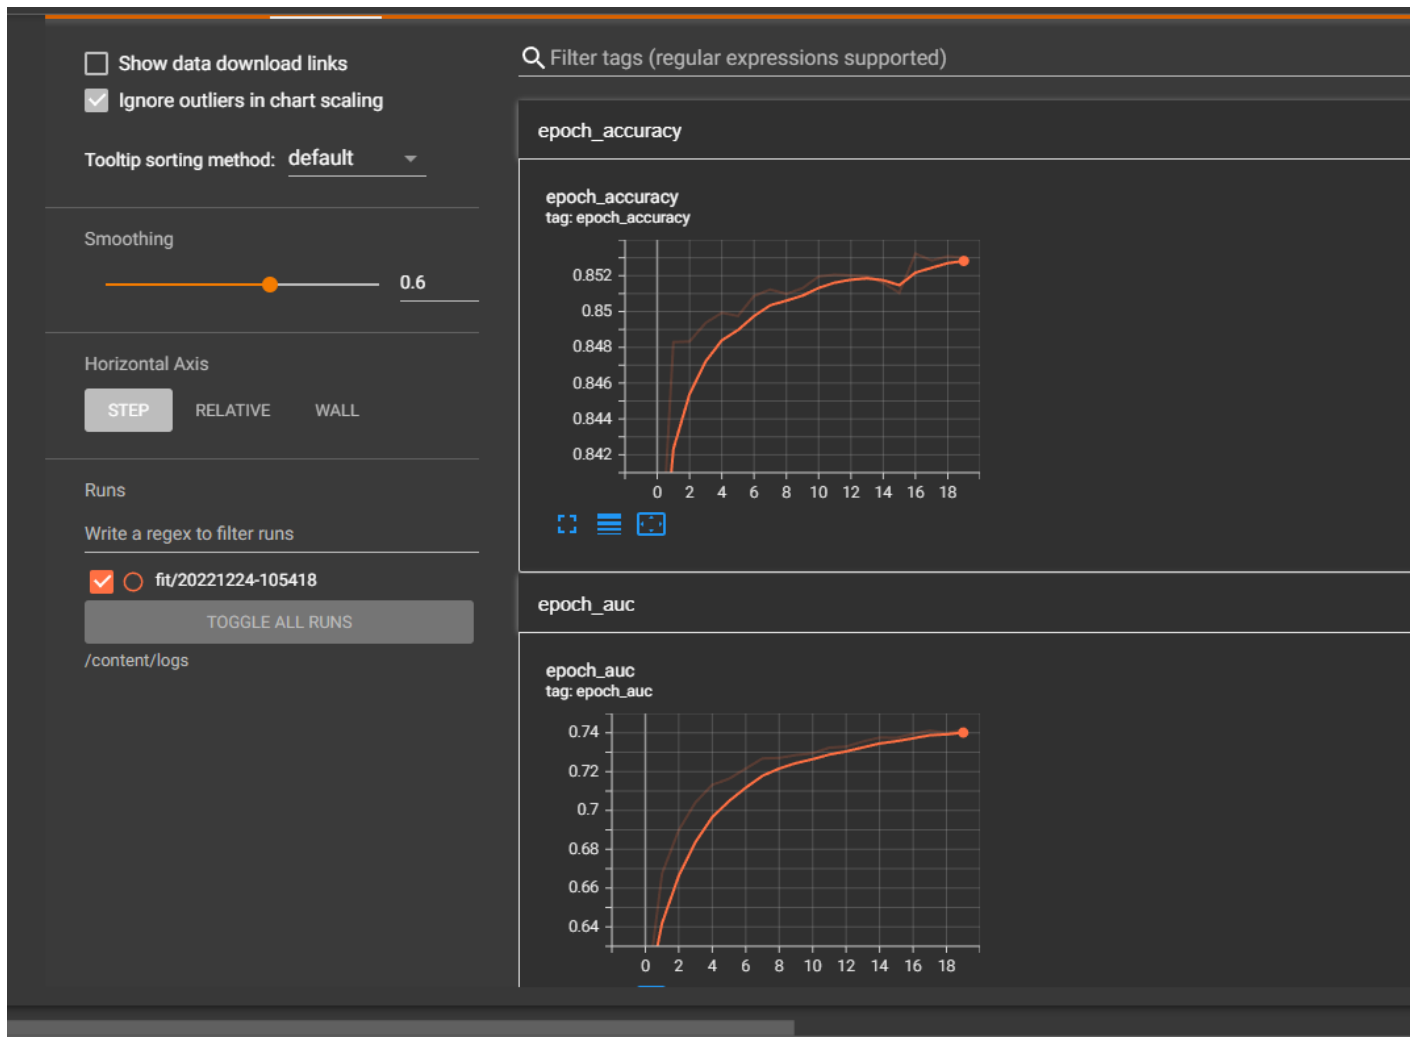 Show data download links
Ignore outliers in chart scaling
Tooltip sorting method: default
Smoothing
0.6
Horizontal Axis
STEP RELATIVE WALL
Runs
Write a regex to filter runs
fit/20221224-105418
TOGGLE ALL RUNS
/content/logs
Filter tags (regular expressions supported)
epoch_accuracy
epoch_accuracy
tag: epoch_accuracy
0.852
0.85
0.848
0.846
0.844
0.842
0 2 4 6 8 10 12 14 16 18
epoch_auc
epoch_auc
tag: epoch_auc
0.74
0.72
0.7
0.68
0.66
0.64
0 2 4 6 8 10 12 14 16 18